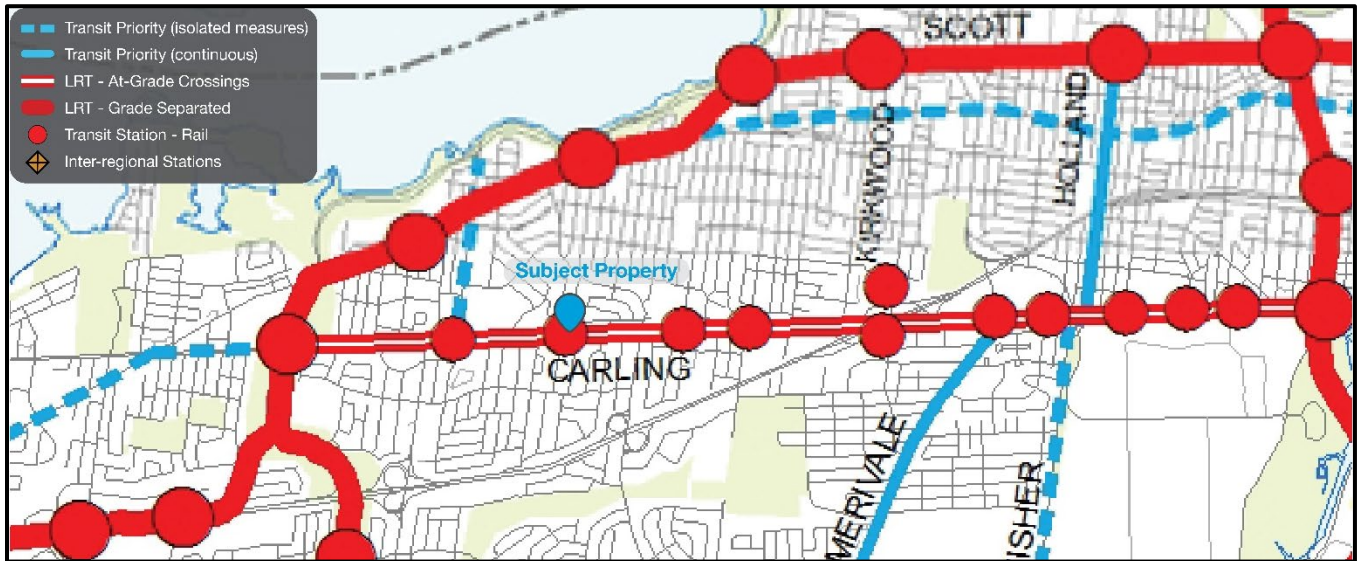 Transit Priority (isolated measures)
Transit Priority (continuous)
LRT - At-Grade Crossings
LRT - Grade Separated
Transit Station - Rail
Inter-regional Stations
SCOTT
KIRKWOOD
HOLLAND
Subject Property
CARLING
MERIVALE
ISHER